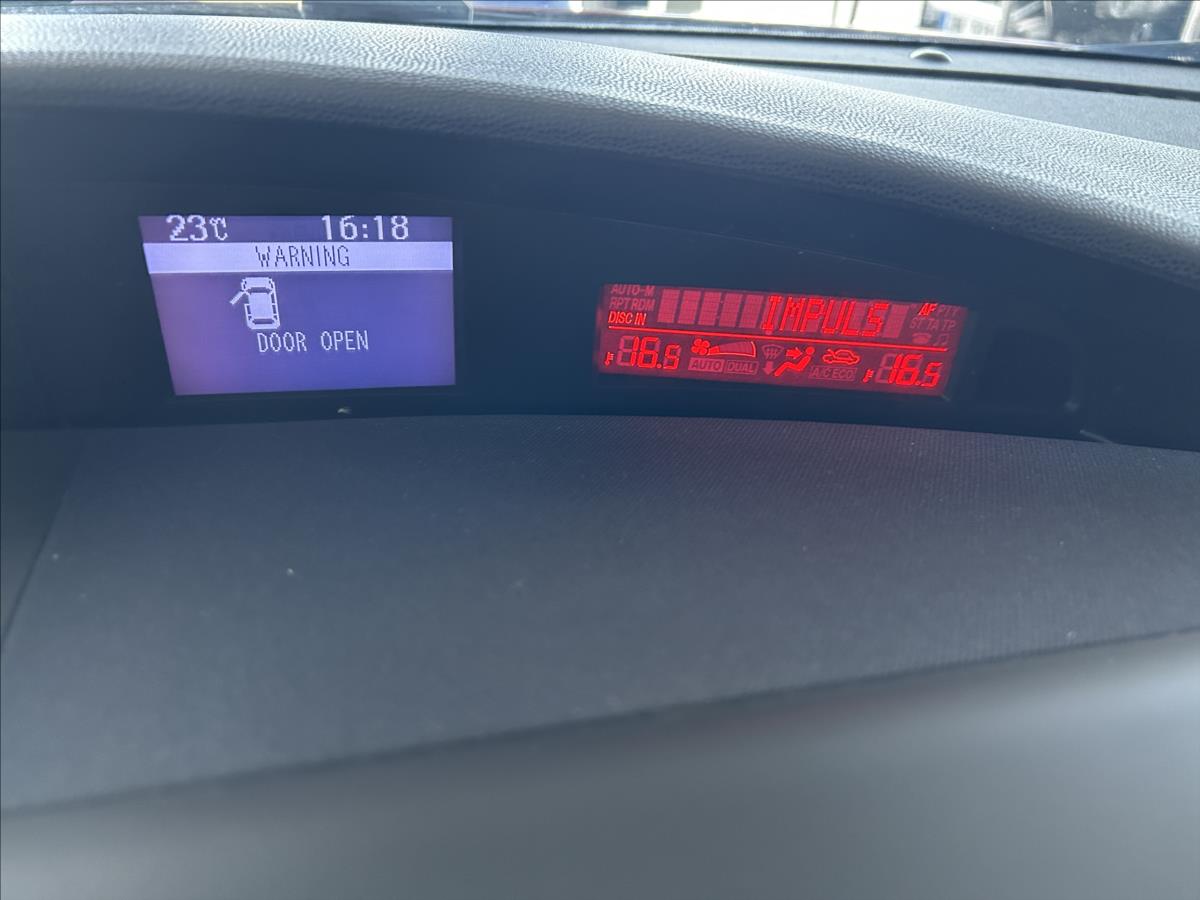 23℃ 16:18
WARNING
DOOR OPEN
AUTO-M
RPT RDM
DISC IN
IMPULS
AF PTY
ST TA TP
16.5
AUTO DUAL
A/C ECO
16.5